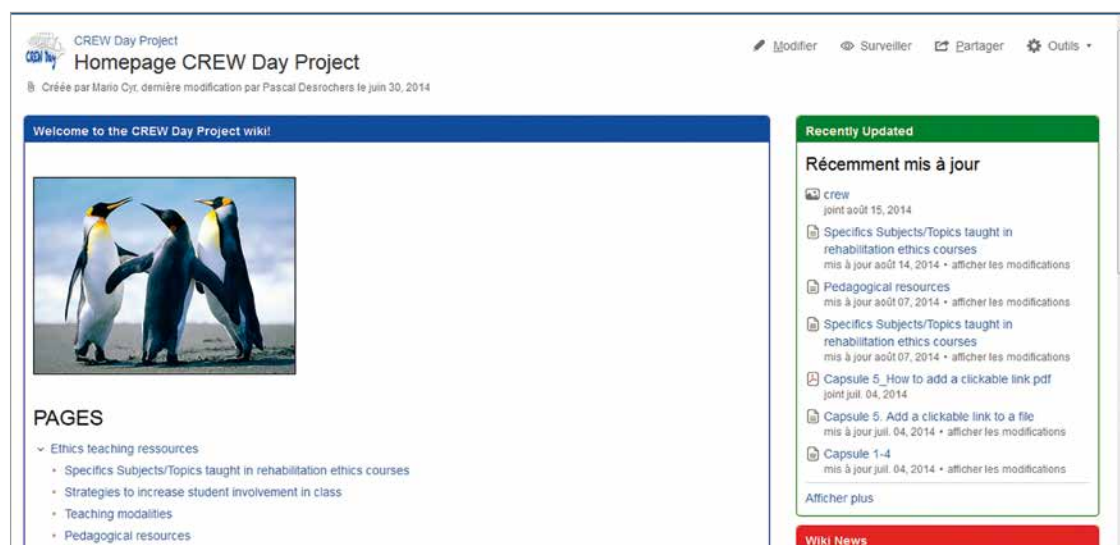 CREW Day
CREW Day Project
Homepage CREW Day Project
Créée par Mario Cyr, dernière modification par Pascal Desrochers le juin 30, 2014
Modifier
Surveiller
Partager
Outils
Welcome to the CREW Day Project wiki!
PAGES
Ethics teaching ressources
Specifics Subjects/Topics taught in rehabilitation ethics courses
Strategies to increase student involvement in class
Teaching modalities
Pedagogical resources
Recently Updated
Récemment mis à jour
crew
joint août 15, 2014
Specifics Subjects/Topics taught in
rehabilitation ethics courses
mis à jour août 14, 2014 • afficher les modifications
Pedagogical resources
mis à jour août 07, 2014 • afficher les modifications
Specifics Subjects/Topics taught in
rehabilitation ethics courses
mis à jour août 07, 2014 • afficher les modifications
Capsule 5_How to add a clickable link pdf
joint juil. 04, 2014
Capsule 5. Add a clickable link to a file
mis à jour juil. 04, 2014 • afficher les modifications
Capsule 1-4
mis à jour juil. 04, 2014 • afficher les modifications
Afficher plus
Wiki News